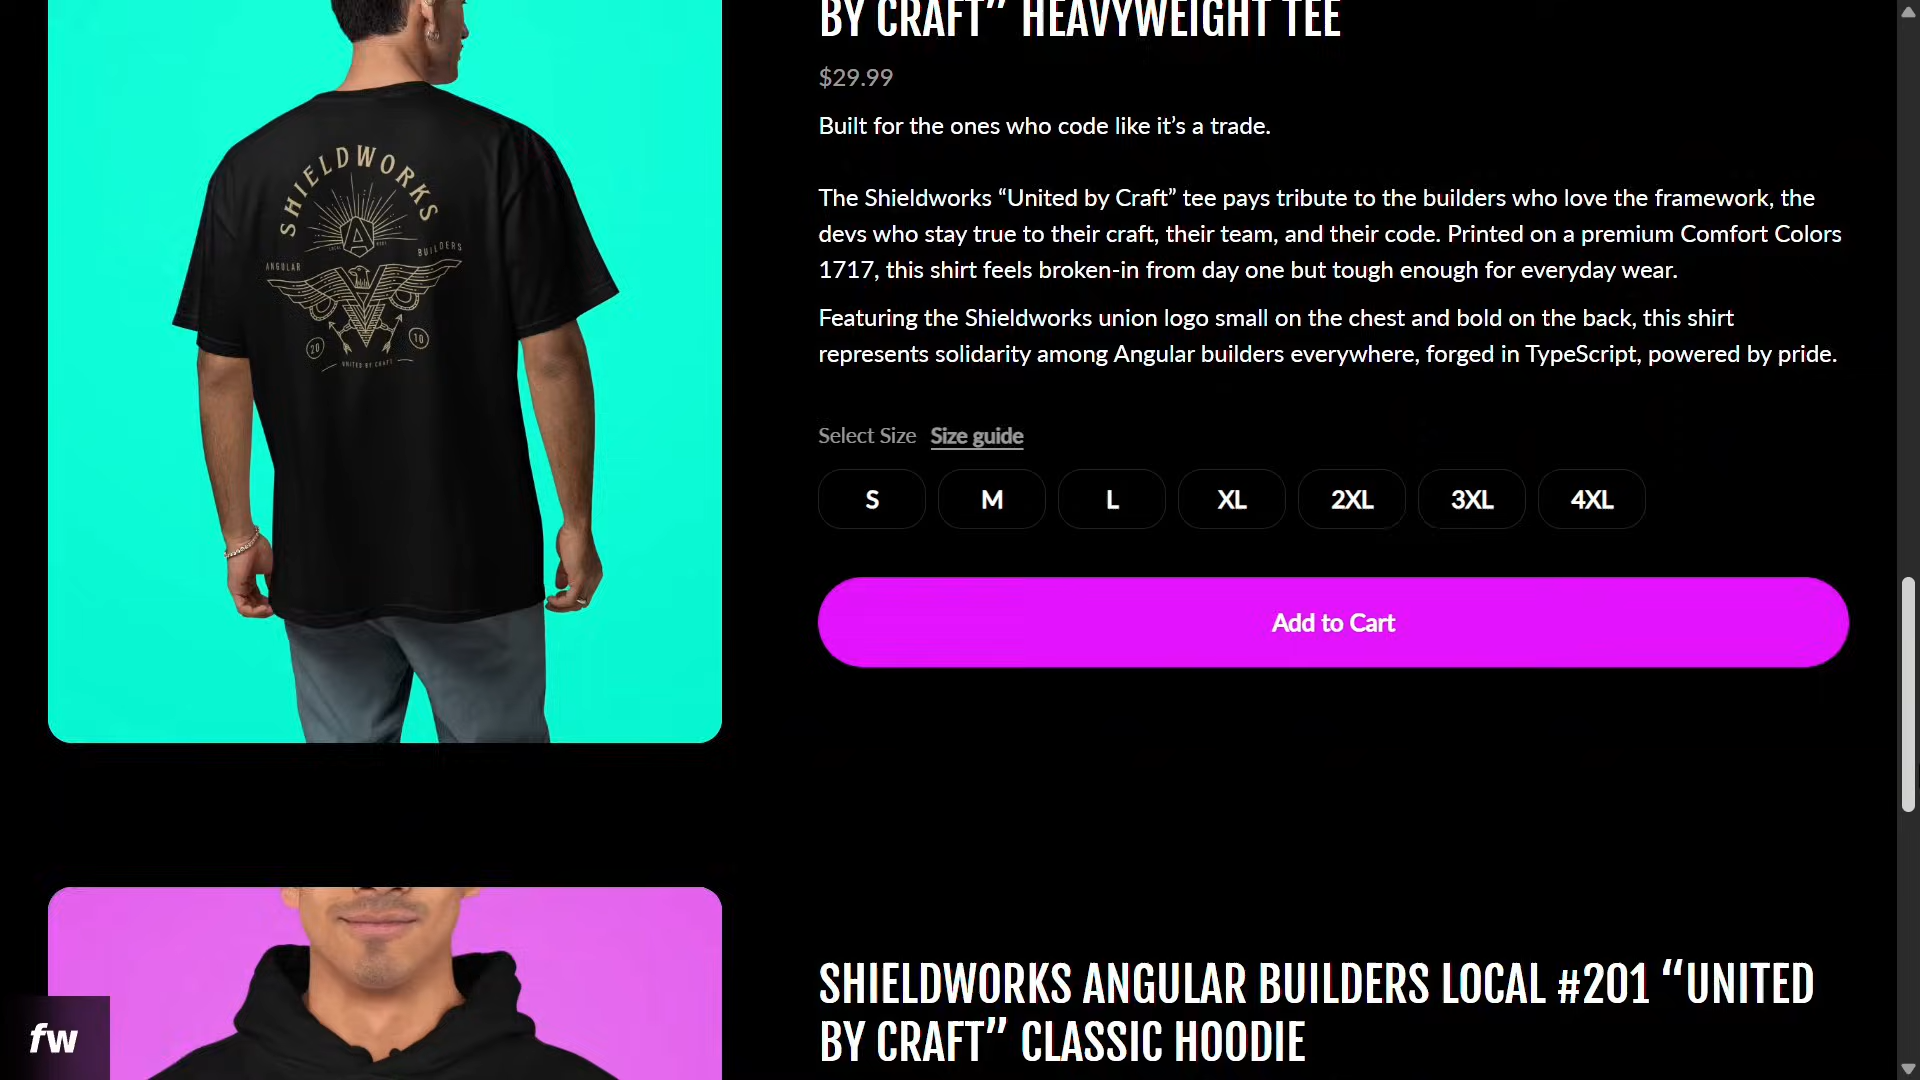 BY CRAFT” HEAVYWEIGHT TEE
$29.99
Built for the ones who code like it’s a trade.
The Shieldworks “United by Craft” tee pays tribute to the builders who love the framework, the
devs who stay true to their craft, their team, and their code. Printed on a premium Comfort Colors
1717, this shirt feels broken-in from day one but tough enough for everyday wear.
Featuring the Shieldworks union logo small on the chest and bold on the back, this shirt
represents solidarity among Angular builders everywhere, forged in TypeScript, powered by pride.
Select Size Size guide
S M L XL 2XL 3XL 4XL
Add to Cart
SHIELDWORKS
A
ANGULAR BUILDERS
20 10
UNITED BY CRAFT
SHIELDWORKS ANGULAR BUILDERS LOCAL #201 “UNITED
BY CRAFT” CLASSIC HOODIE
fw